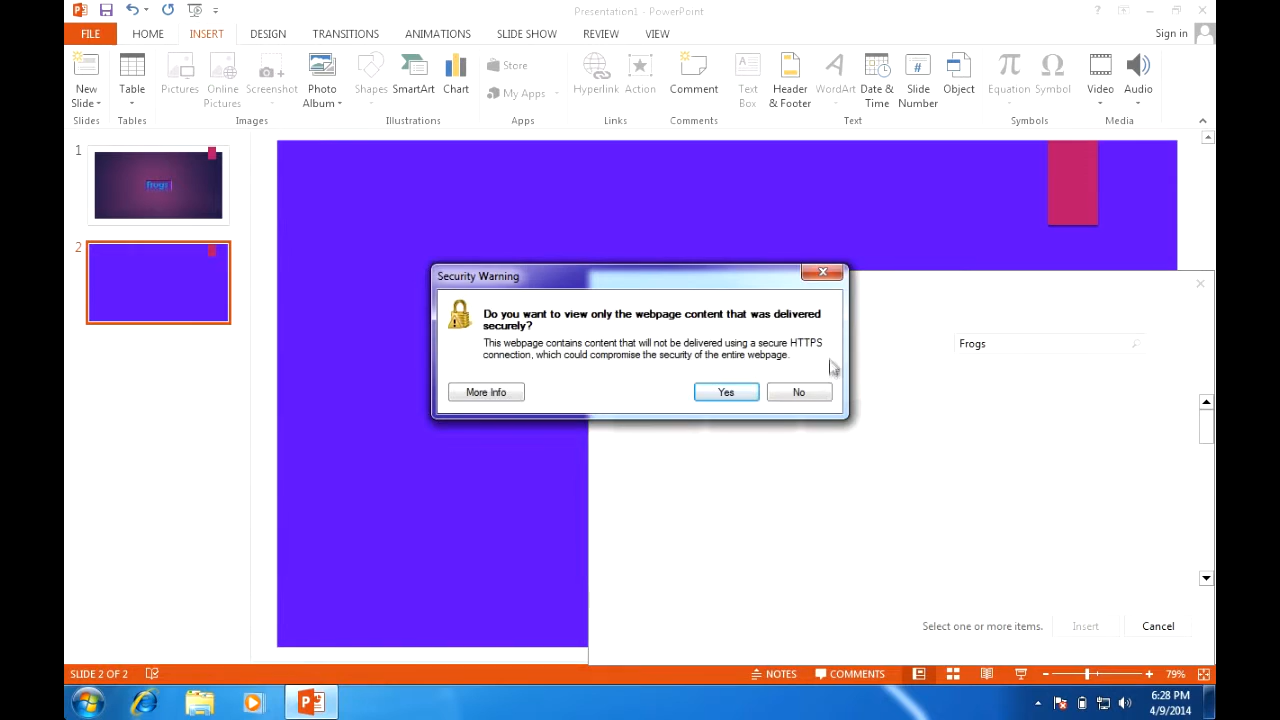 Presentation1 - PowerPoint
FILE HOME INSERT DESIGN TRANSITIONS ANIMATIONS SLIDE SHOW REVIEW VIEW Sign in
New Slide
Table
Pictures
Online Pictures
Screenshot
Photo Album
Shapes
SmartArt
Chart
Store
My Apps
Hyperlink
Action
Comment
Text Box
Header & Footer
WordArt
Date & Time
Slide Number
Object
Equation
Symbol
Video
Audio
Slides Tables Images Illustrations Apps Links Comments Text Symbols Media
1
Frogs
2
Security Warning
Do you want to view only the webpage content that was delivered
securely?
This webpage contains content that will not be delivered using a secure HTTPS
connection, which could compromise the security of the entire webpage.
More Info Yes No
Frogs
Select one or more items. Insert Cancel
SLIDE 2 OF 2 NOTES COMMENTS 79%
6:28 PM
4/9/2014